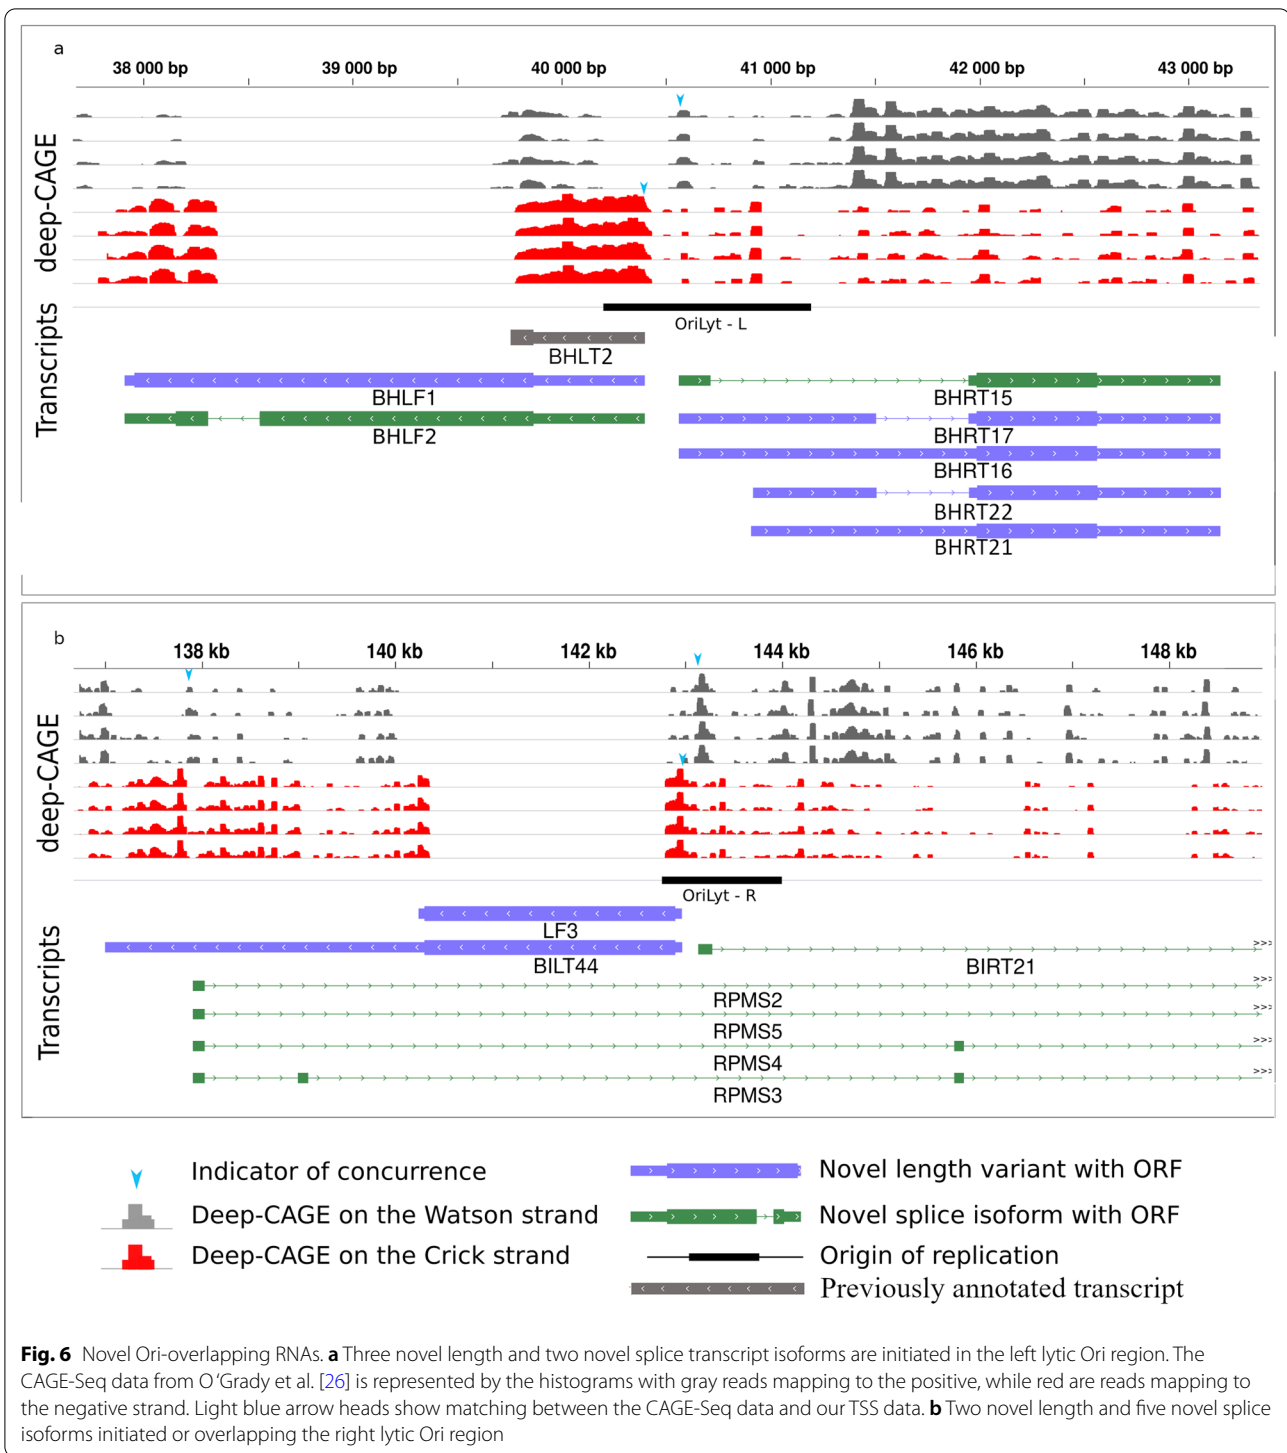 a
38 000 bp 39 000 bp 40 000 bp 41 000 bp 42 000 bp 43 000 bp
deep-CAGE
OriLyt - L
Transcripts
BHLT2
BHLF1
BHRT15
BHLF2
BHRT17
BHRT16
BHRT22
BHRT21
b
138 kb 140 kb 142 kb 144 kb 146 kb 148 kb
deep-CAGE
OriLyt - R
Transcripts
LF3
BILT44
BIRT21
RPMS2
RPMS5
RPMS4
RPMS3
Indicator of concurrence
Deep-CAGE on the Watson strand
Deep-CAGE on the Crick strand
Novel length variant with ORF
Novel splice isoform with ORF
Origin of replication
Previously annotated transcript
Fig. 6 Novel Ori-overlapping RNAs. a Three novel length and two novel splice transcript isoforms are initiated in the left lytic Ori region. The
CAGE-Seq data from O'Grady et al. [26] is represented by the histograms with gray reads mapping to the positive, while red are reads mapping to
the negative strand. Light blue arrow heads show matching between the CAGE-Seq data and our TSS data. b Two novel length and five novel splice
isoforms initiated or overlapping the right lytic Ori region